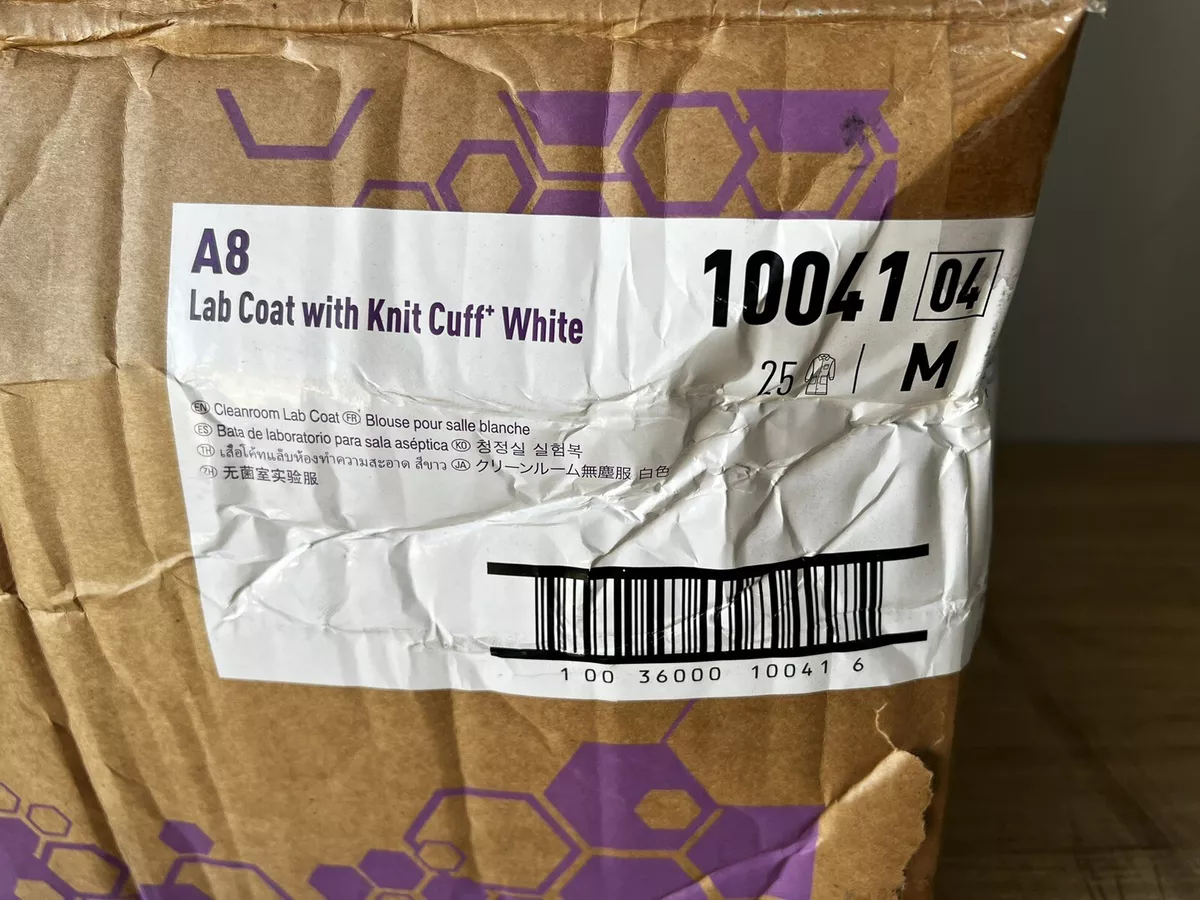 A8
Lab Coat with Knit Cuff⁺ White
10041 04
25 M
EN Cleanroom Lab Coat FR Blouse pour salle blanche
ES Bata de laboratorio para sala aséptica KO 청정실 실험복
TH เสื้อโค้ทแล็บห้องทำความสะอาด สีขาว JA クリーンルーム無塵服 白色
ZH 无菌室实验服
1 00 36000 10041 6